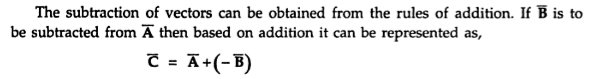 The subtraction of vectors can be obtained from the rules of addition. If B̅ is to
be subtracted from A̅ then based on addition it can be represented as,
C̅ = A̅+(- B̅)